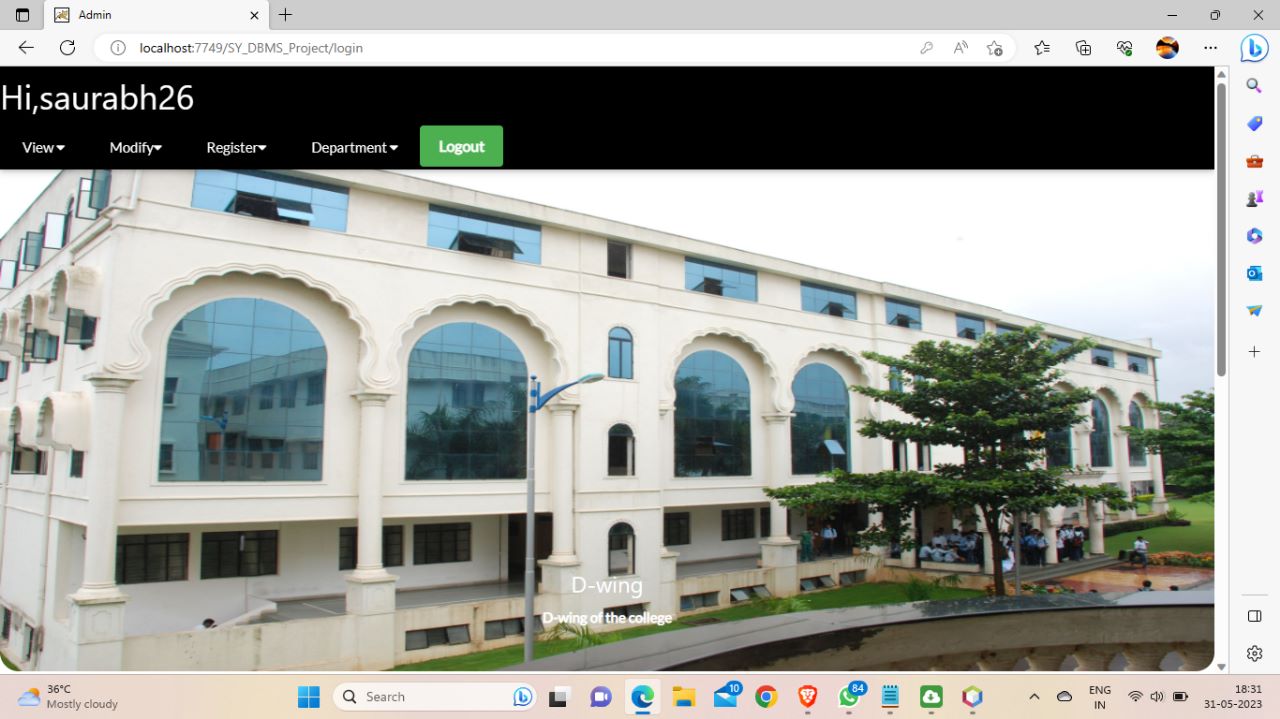 Admin
localhost:7749/SY_DBMS_Project/login
Hi,saurabh26
View Modify Register Department Logout
D-wing
D-wing of the college
36°C
Mostly cloudy
Search
10
84
ENG
IN
18:31
31-05-2023